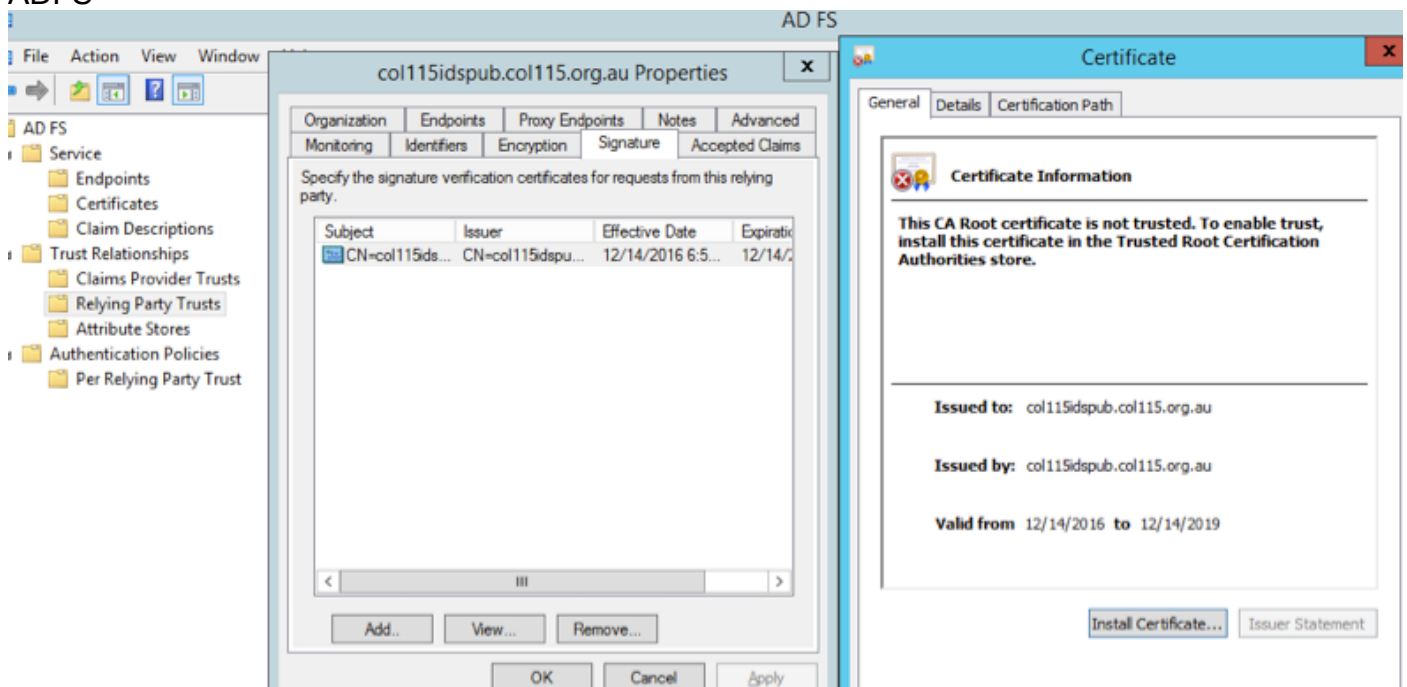 AD FS
File Action View Window
AD FS
Service
Endpoints
Certificates
Claim Descriptions
Trust Relationships
Claims Provider Trusts
Relying Party Trusts
Attribute Stores
Authentication Policies
Per Relying Party Trust
col115idspub.col115.org.au Properties
x
Organization Endpoints Proxy Endpoints Notes Advanced
Monitoring Identifiers Encryption Signature Accepted Claims
Specify the signature verification certificates for requests from this relying
party.
Subject Issuer Effective Date Expiratic
CN=col115ids... CN=col115idspu... 12/14/2016 6:5... 12/14/2
Add.. View... Remove...
OK Cancel Apply
Certificate
x
General Details Certification Path
Certificate Information
This CA Root certificate is not trusted. To enable trust,
install this certificate in the Trusted Root Certification
Authorities store.
Issued to: col115idspub.col115.org.au
Issued by: col115idspub.col115.org.au
Valid from 12/14/2016 to 12/14/2019
Install Certificate... Issuer Statement